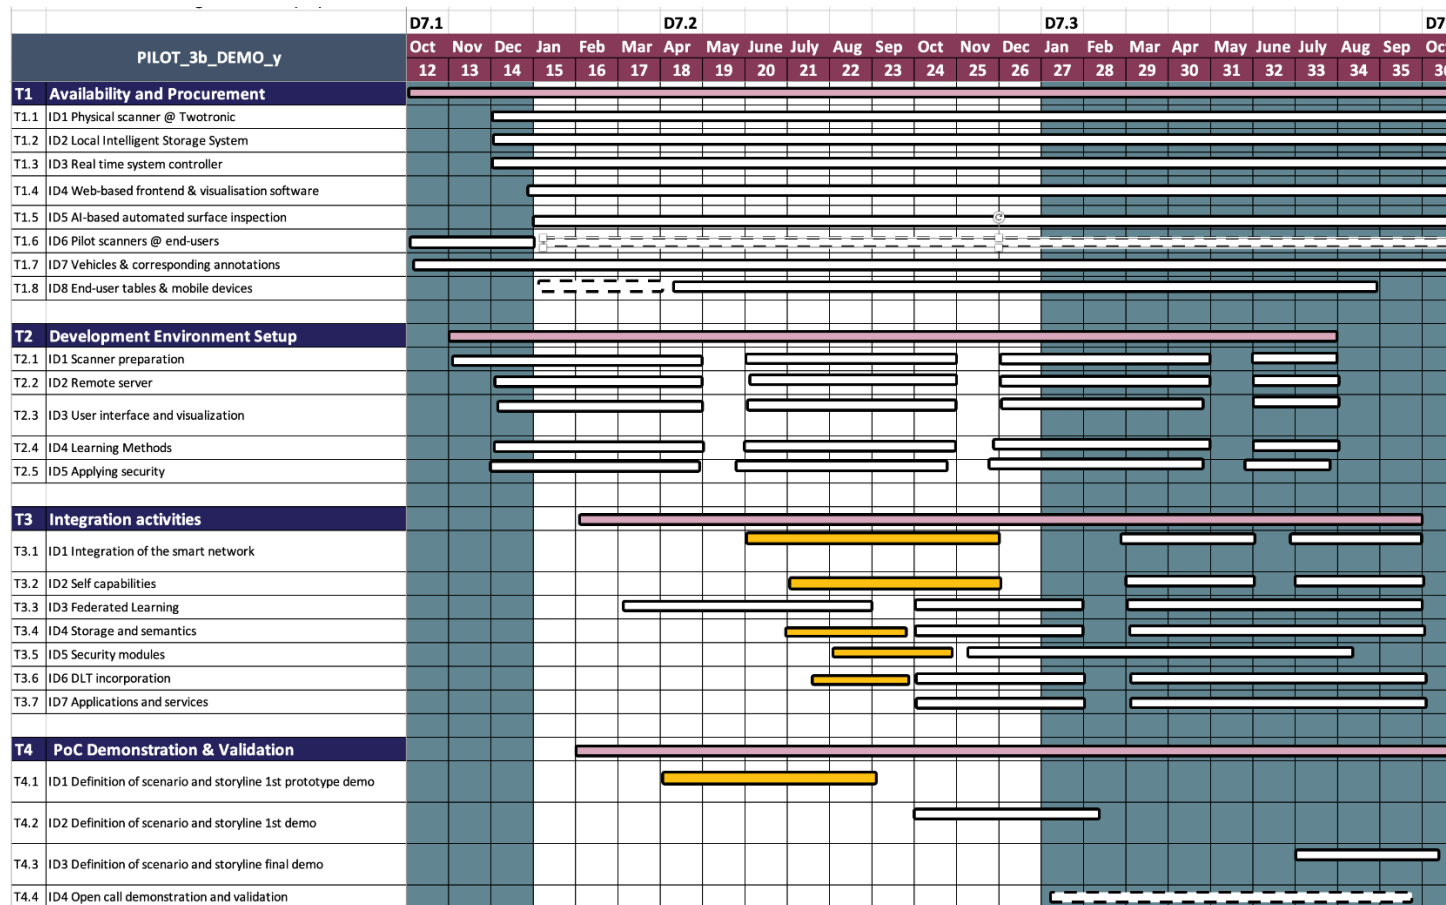 D7.1 D7.2 D7.3 D7
PILOT_3b_DEMO_y
Oct Nov Dec Jan Feb Mar Apr May June July Aug Sep Oct Nov Dec Jan Feb Mar Apr May June July Aug Sep Oc
12 13 14 15 16 17 18 19 20 21 22 23 24 25 26 27 28 29 30 31 32 33 34 35 36
T1 Availability and Procurement
T1.1 ID1 Physical scanner @ Twotronic
T1.2 ID2 Local Intelligent Storage System
T1.3 ID3 Real time system controller
T1.4 ID4 Web-based frontend & visualisation software
T1.5 ID5 AI-based automated surface inspection
T1.6 ID6 Pilot scanners @ end-users
T1.7 ID7 Vehicles & corresponding annotations
T1.8 ID8 End-user tables & mobile devices
T2 Development Environment Setup
T2.1 ID1 Scanner preparation
T2.2 ID2 Remote server
T2.3 ID3 User interface and visualization
T2.4 ID4 Learning Methods
T2.5 ID5 Applying security
T3 Integration activities
T3.1 ID1 Integration of the smart network
T3.2 ID2 Self capabilities
T3.3 ID3 Federated Learning
T3.4 ID4 Storage and semantics
T3.5 ID5 Security modules
T3.6 ID6 DLT incorporation
T3.7 ID7 Applications and services
T4 PoC Demonstration & Validation
T4.1 ID1 Definition of scenario and storyline 1st prototype demo
T4.2 ID2 Definition of scenario and storyline 1st demo
T4.3 ID3 Definition of scenario and storyline final demo
T4.4 ID4 Open call demonstration and validation